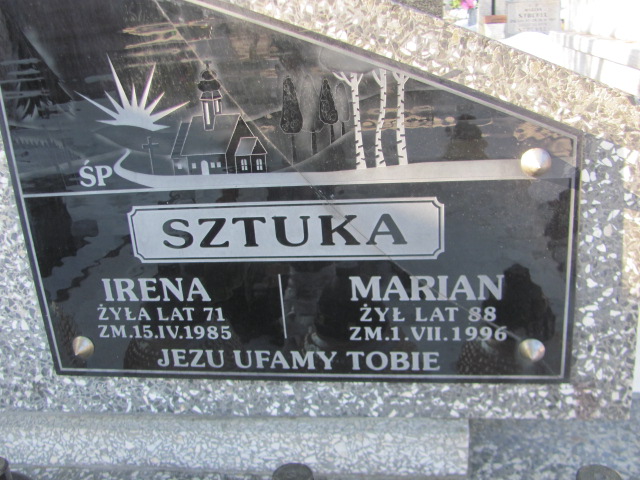 ŚP
SZTUKA
IRENA
ŻYŁA LAT 71
ZM.15.IV.1985
MARIAN
ŻYŁ LAT 88
ZM.1.VII.1996
JEZU UFAMY TOBIE